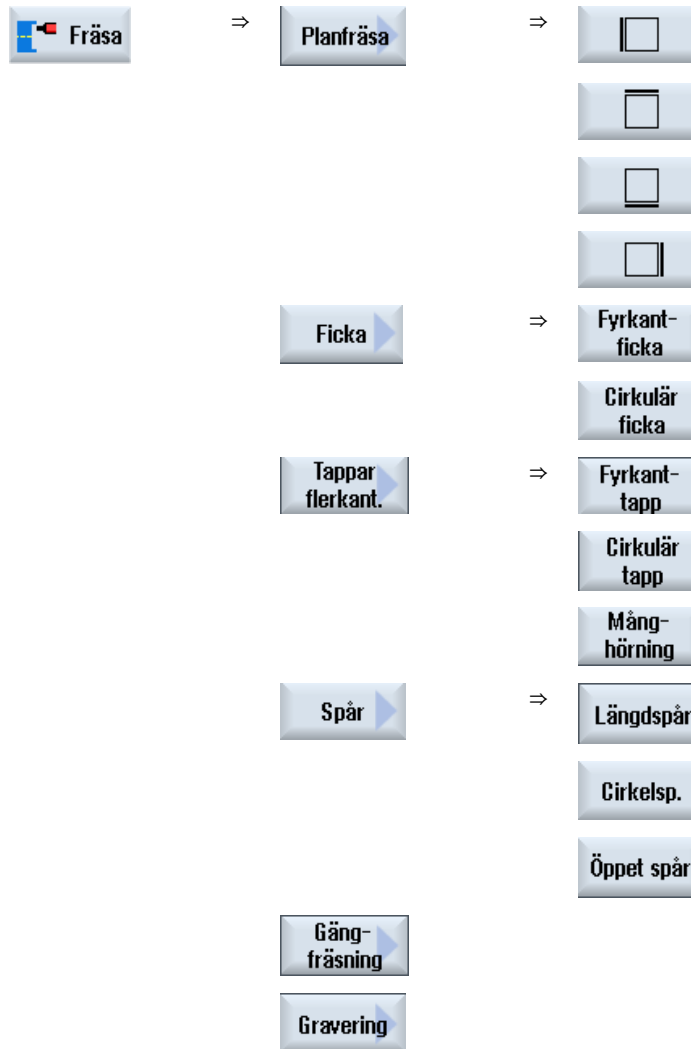 Fräsa ⇒ Planfräsa ⇒
Ficka ⇒ Fyrkant-
ficka
Cirkulär
ficka
Tappar
flerkant. ⇒ Fyrkant-
tapp
Cirkulär
tapp
Mång-
hörning
Spår ⇒ Längdspår
Cirkelsp.
Öppet spår
Gäng-
fräsning
Gravering